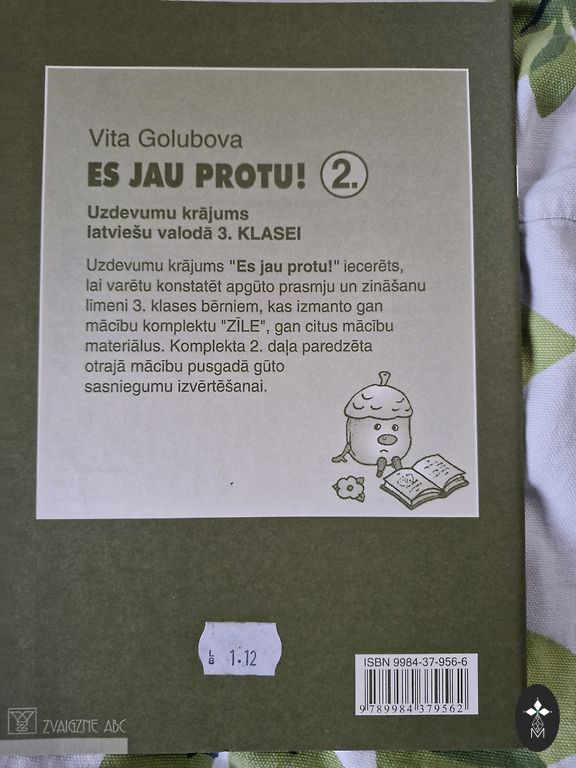 Vita Golubova
ES JAU PROTU! 2.
Uzdevumu krājums
latviešu valodā 3. KLASEI
Uzdevumu krājums "Es jau protu!" iecerēts,
lai varētu konstatēt apgūto prasmju un zināšanu
līmeni 3. klases bērniem, kas izmanto gan
mācību komplektu "ZĪLE", gan citus mācību
materiālus. Komplekta 2. daļa paredzēta
otrajā mācību pusgadā gūto
sasniegumu izvērtēšanai.
1.12
ISBN 9984-37-956-6
9789984379562
ZVAIGZNE ABC